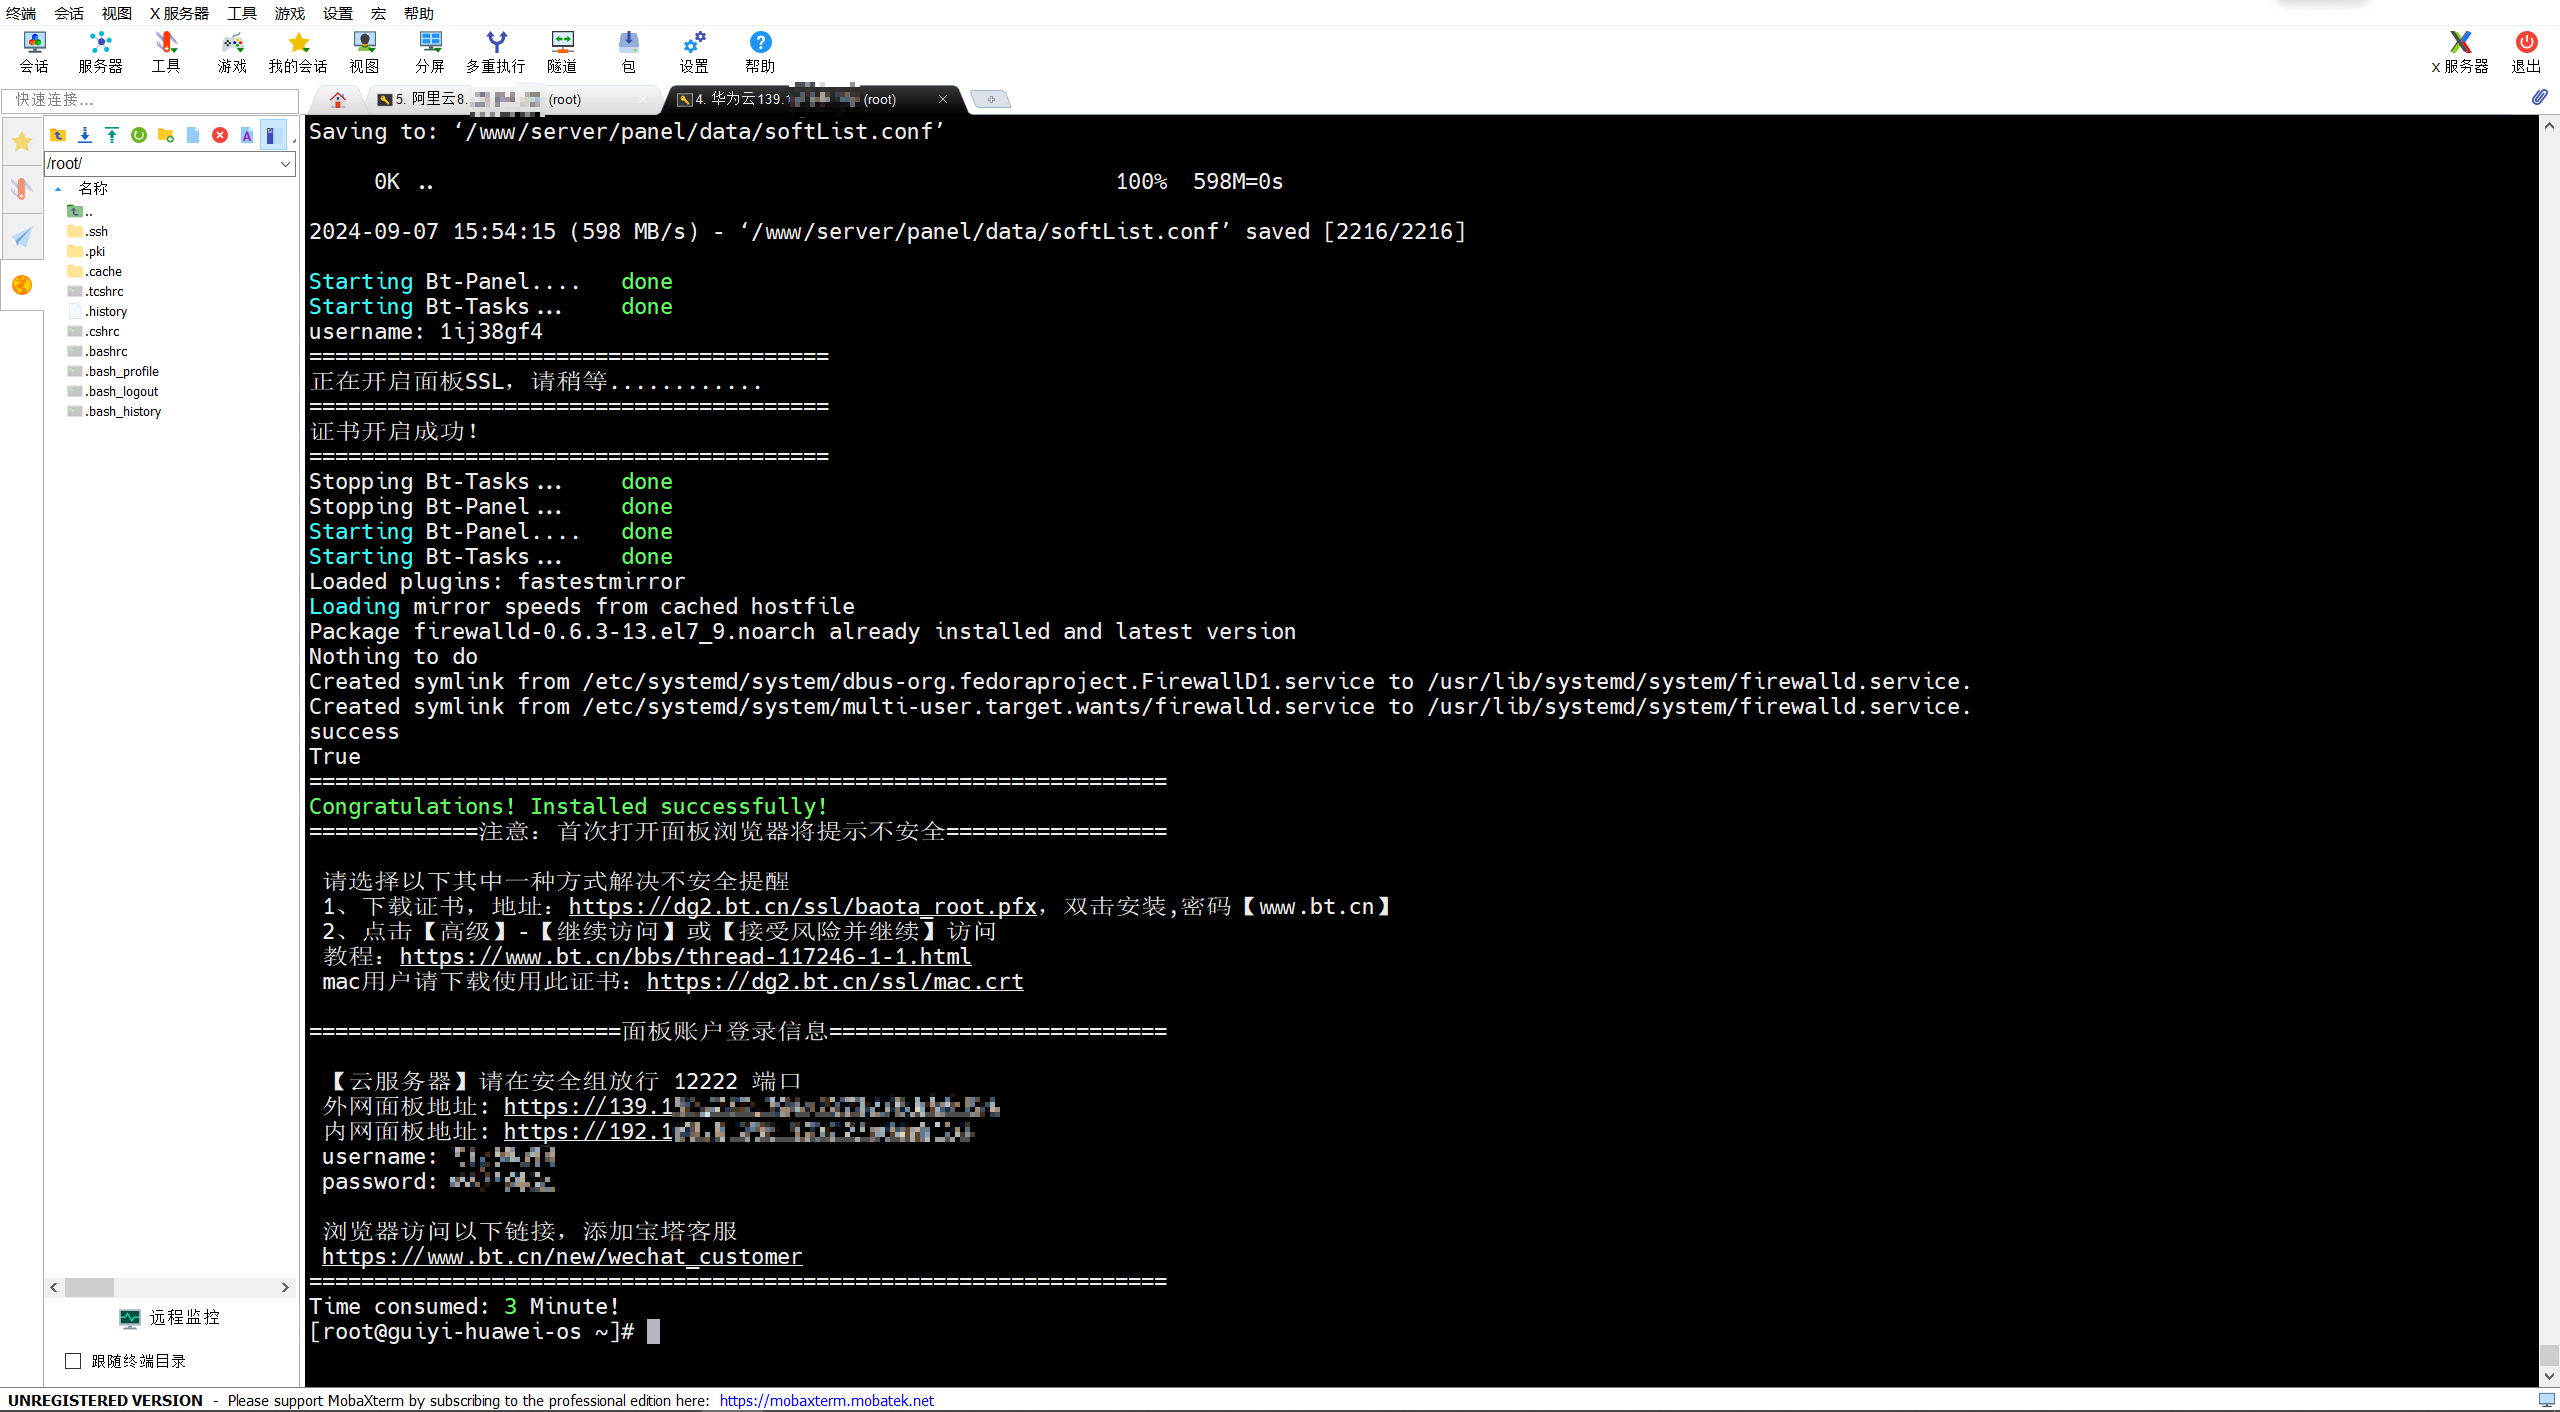 终端 会话 视图 X 服务器 工具 游戏 设置 宏 帮助
会话 服务器 工具 游戏 我的会话 视图 分屏 多重执行 隧道 包 设置 帮助 X 服务器 退出
快速连接...
5. 阿里云8. (root)
4. 华为云139.1 (root)
/root/
名称
..
.ssh
.pki
.cache
.tcshrc
.history
.cshrc
.bashrc
.bash_profile
.bash_logout
.bash_history
远程监控
跟随终端目录
Saving to: ‘/www/server/panel/data/softList.conf’
0K .. 100% 598M=0s
2024-09-07 15:54:15 (598 MB/s) - ‘/www/server/panel/data/softList.conf’ saved [2216/2216]
Starting Bt-Panel.... done
Starting Bt-Tasks... done
username: 1ij38gf4
========================================
正在开启面板SSL，请稍等............
========================================
证书开启成功！
========================================
Stopping Bt-Tasks... done
Stopping Bt-Panel... done
Starting Bt-Panel.... done
Starting Bt-Tasks... done
Loaded plugins: fastestmirror
Loading mirror speeds from cached hostfile
Package firewalld-0.6.3-13.el7_9.noarch already installed and latest version
Nothing to do
Created symlink from /etc/systemd/system/dbus-org.fedoraproject.FirewallD1.service to /usr/lib/systemd/system/firewalld.service.
Created symlink from /etc/systemd/system/multi-user.target.wants/firewalld.service to /usr/lib/systemd/system/firewalld.service.
success
True
==================================================================
Congratulations! Installed successfully!
=============注意：首次打开面板浏览器将提示不安全=================
请选择以下其中一种方式解决不安全提醒
1、下载证书，地址：https://dg2.bt.cn/ssl/baota_root.pfx，双击安装,密码【www.bt.cn】
2、点击【高级】-【继续访问】或【接受风险并继续】访问
教程：https://www.bt.cn/bbs/thread-117246-1-1.html
mac用户请下载使用此证书：https://dg2.bt.cn/ssl/mac.crt
========================面板账户登录信息==========================
【云服务器】请在安全组放行 12222 端口
外网面板地址: https://139.1
内网面板地址: https://192.1
username:
password:
浏览器访问以下链接，添加宝塔客服
https://www.bt.cn/new/wechat_customer
==================================================================
Time consumed: 3 Minute!
[root@guiyi-huawei-os ~]#
UNREGISTERED VERSION - Please support MobaXterm by subscribing to the professional edition here: https://mobaxterm.mobatek.net